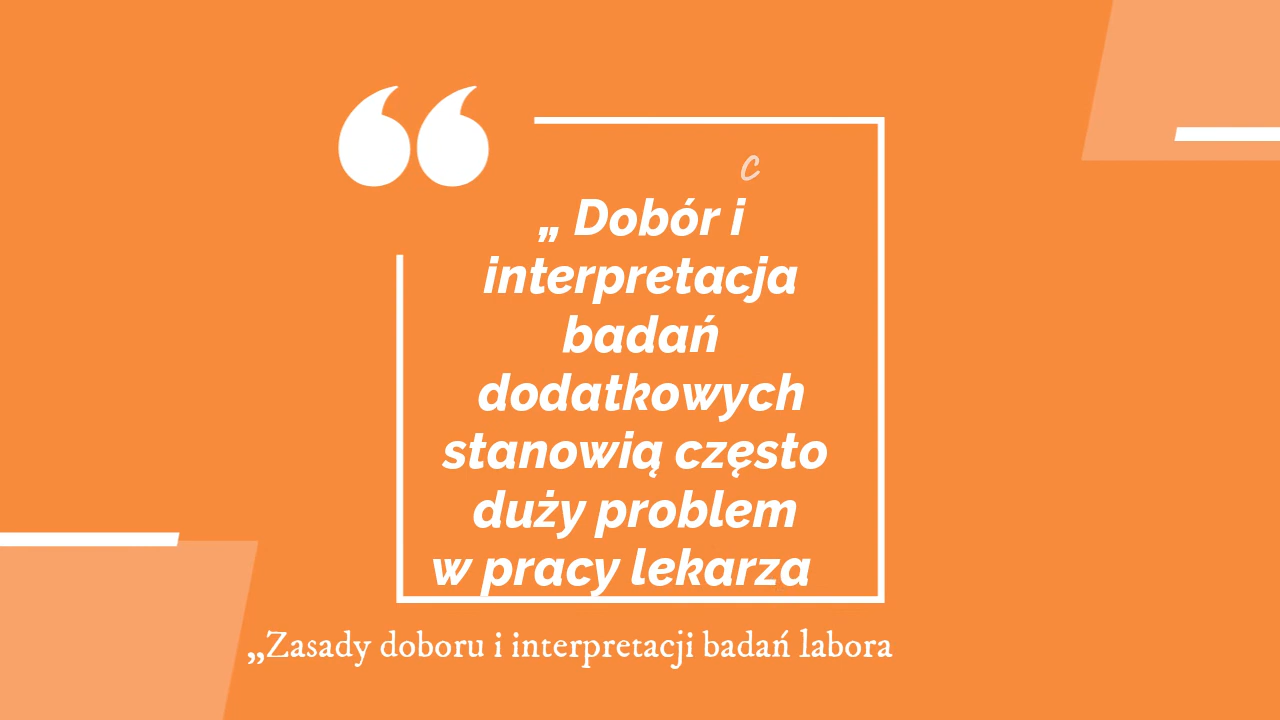 c
„ Dobór i
interpretacja
badań
dodatkowych
stanowią często
duży problem
w pracy lekarza
„Zasady doboru i interpretacji badań labora